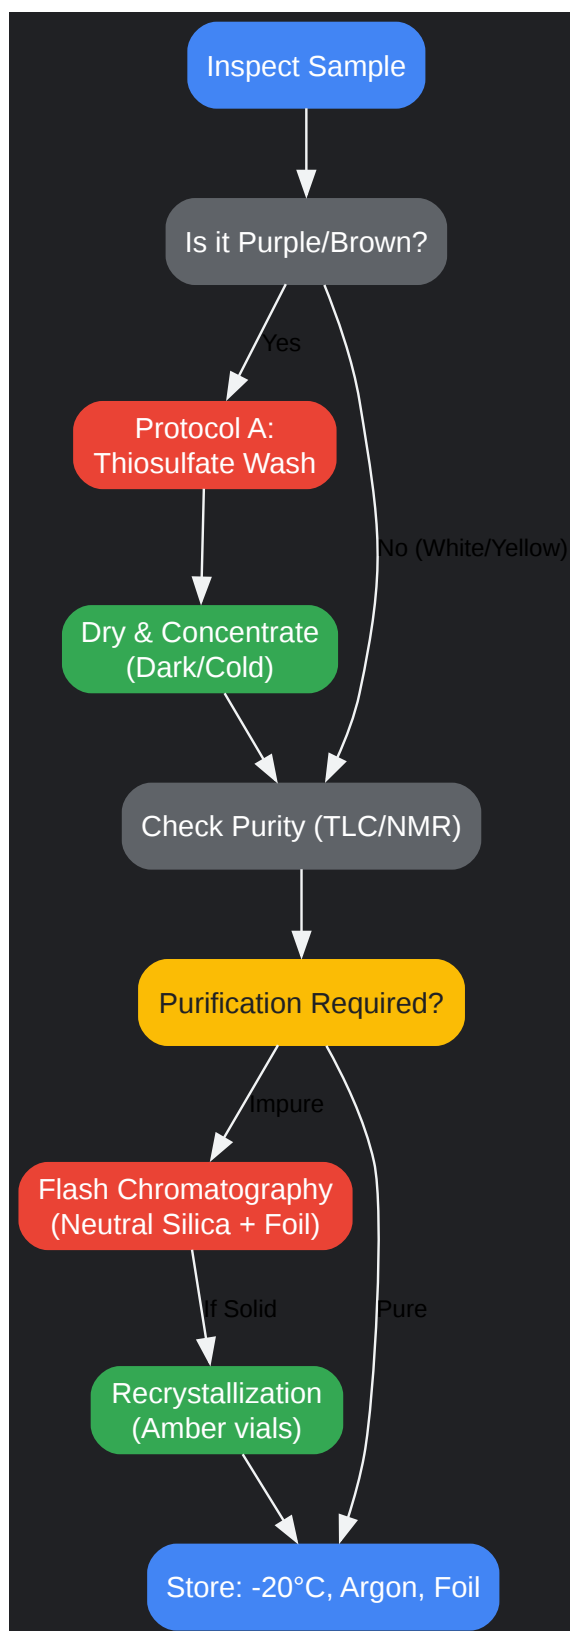 Inspect Sample
Is it Purple/Brown?
Yes
Protocol A:
Thiosulfate Wash
No (White/Yellow)
Dry & Concentrate
(Dark/Cold)
Check Purity (TLC/NMR)
Purification Required?
Impure
Flash Chromatography
(Neutral Silica + Foil)
If Solid
Pure
Recrystallization
(Amber vials)
Store: -20°C, Argon, Foil